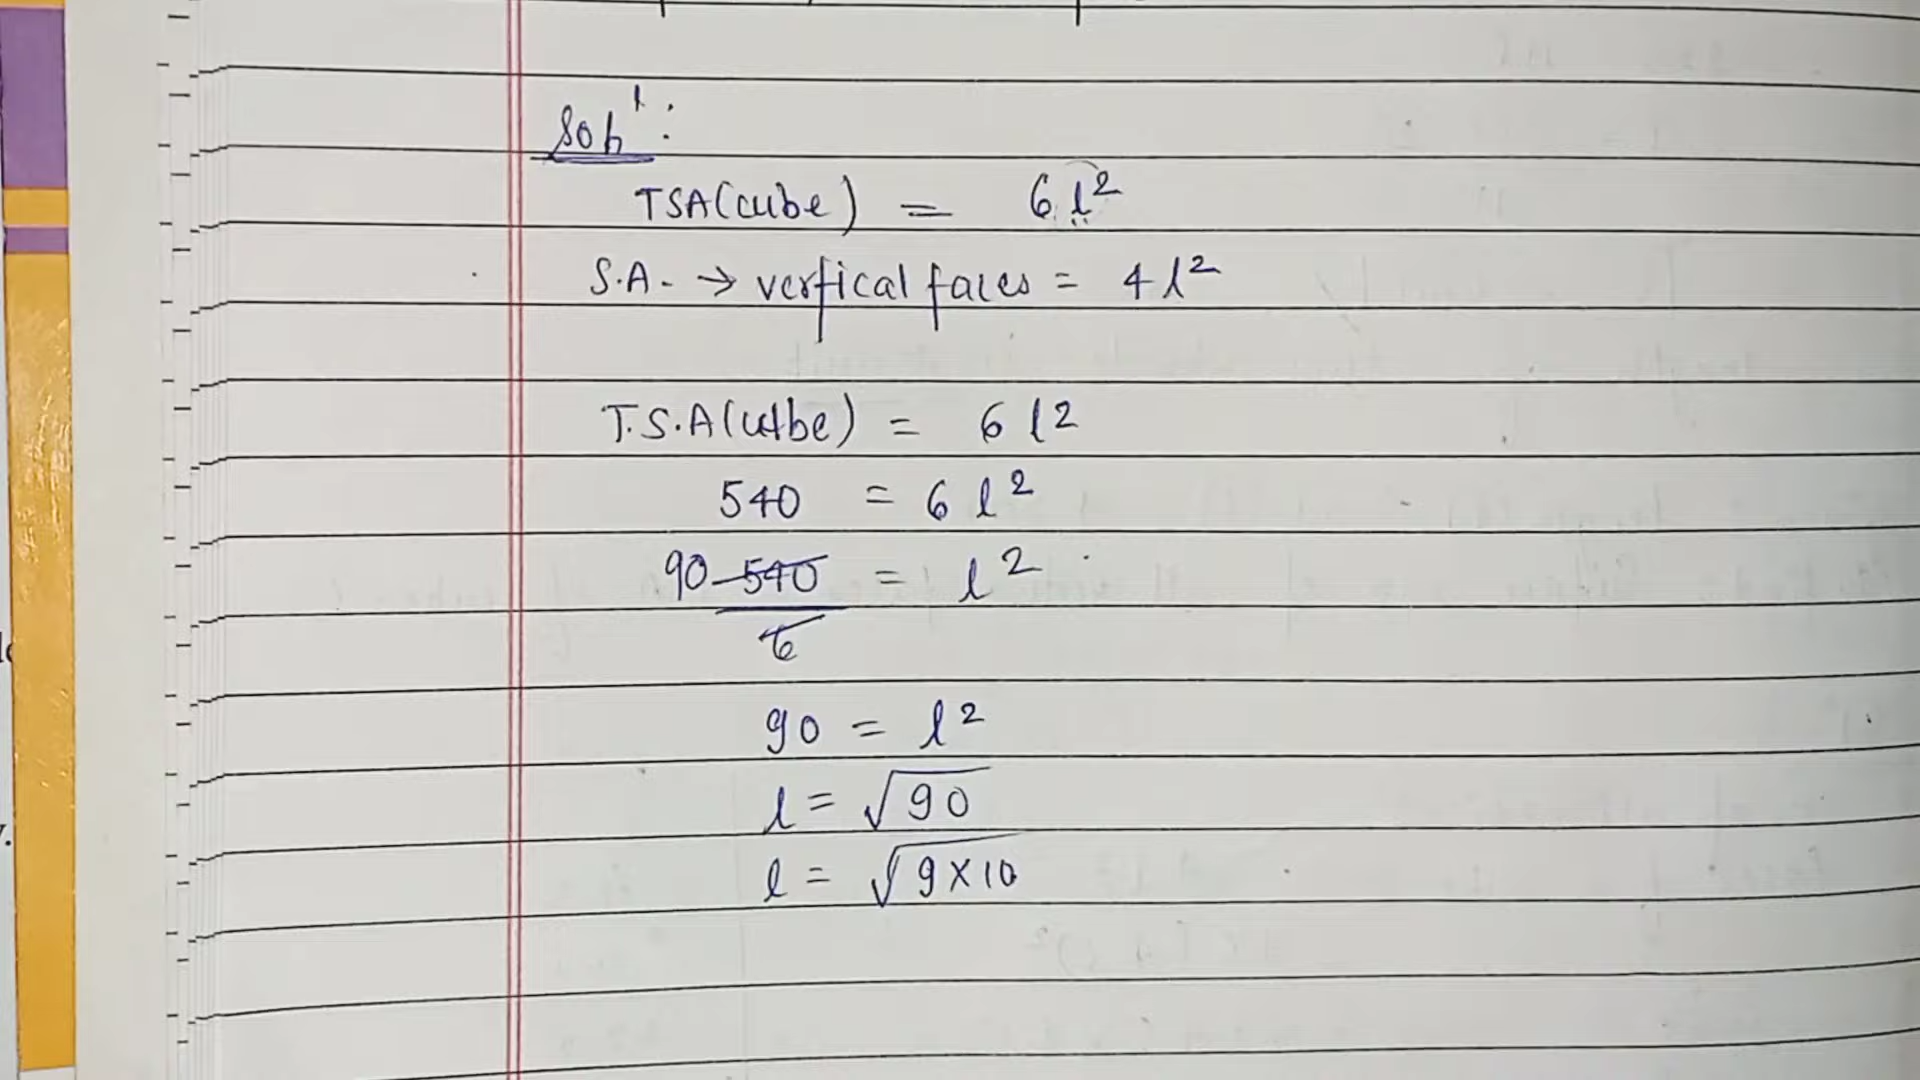 Soln:
TSA(cube) = 6l²
S.A. → vertical faces = 4l²
T.S.A(cube) = 6l²
540 = 6l²
90 540/6 = l²
90 = l²
l = √90
l = √9×10